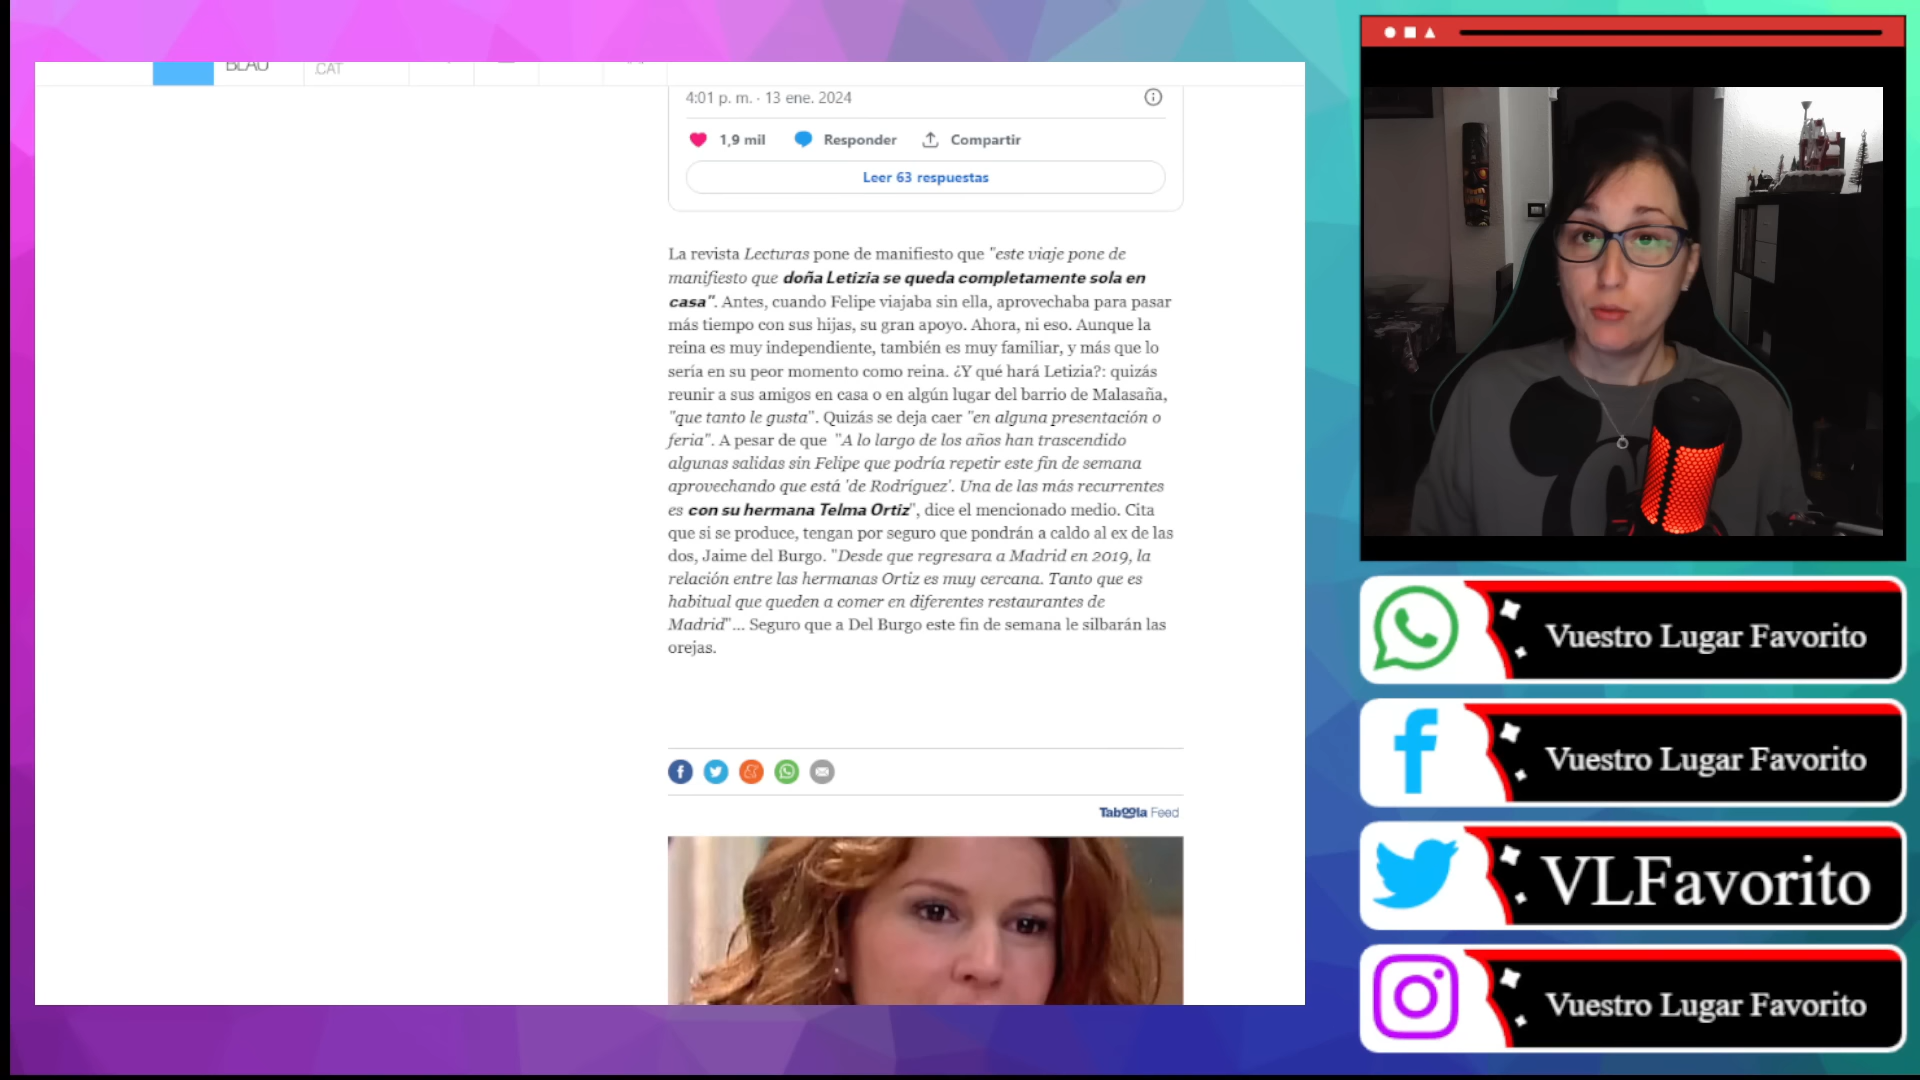 BLAU
.CAT
4:01 p. m. · 13 ene. 2024
1,9 mil
Responder
Compartir
Leer 63 respuestas
La revista Lecturas pone de manifiesto que "este viaje pone de
manifiesto que doña Letizia se queda completamente sola en
casa". Antes, cuando Felipe viajaba sin ella, aprovechaba para pasar
más tiempo con sus hijas, su gran apoyo. Ahora, ni eso. Aunque la
reina es muy independiente, también es muy familiar, y más que lo
sería en su peor momento como reina. ¿Y qué hará Letizia?: quizás
reunir a sus amigos en casa o en algún lugar del barrio de Malasaña,
"que tanto le gusta". Quizás se deja caer "en alguna presentación o
feria". A pesar de que "A lo largo de los años han trascendido
algunas salidas sin Felipe que podría repetir este fin de semana
aprovechando que está 'de Rodríguez'. Una de las más recurrentes
es con su hermana Telma Ortiz", dice el mencionado medio. Cita
que si se produce, tengan por seguro que pondrán a caldo al ex de las
dos, Jaime del Burgo. "Desde que regresara a Madrid en 2019, la
relación entre las hermanas Ortiz es muy cercana. Tanto que es
habitual que queden a comer en diferentes restaurantes de
Madrid"... Seguro que a Del Burgo este fin de semana le silbarán las
orejas.
Taboola Feed
Vuestro Lugar Favorito
Vuestro Lugar Favorito
VLFavorito
Vuestro Lugar Favorito